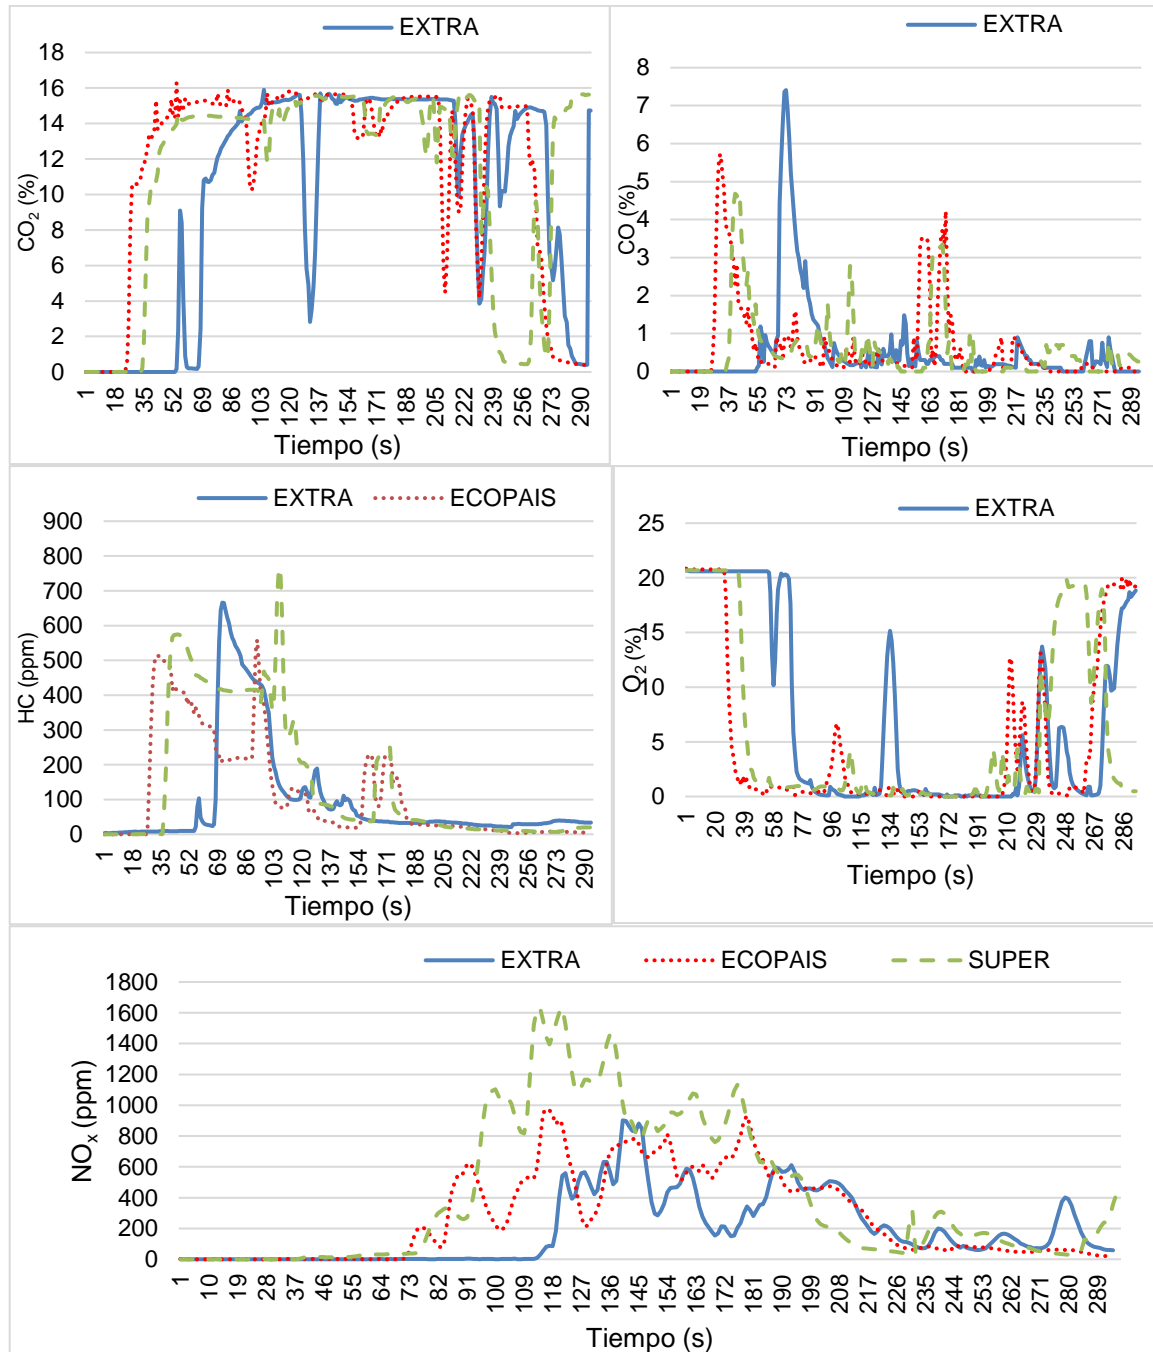 EXTRA
18
16
14
12
10
8
6
4
2
0
CO2 (%)
1 18 35 52 69 86 103 120 137 154 171 188 205 222 239 256 273 290
Tiempo (s)
EXTRA
8
7
6
5
4
3
2
1
0
CO (%)
1 19 37 55 73 91 109 127 145 163 181 199 217 235 253 271 289
Tiempo (s)
EXTRA ECOPAIS
900
800
700
600
500
400
300
200
100
0
HC (ppm)
1 18 35 52 69 86 103 120 137 154 171 188 205 222 239 256 273 290
Tiempo (s)
EXTRA
25
20
15
10
5
0
O2 (%)
1 20 39 58 77 96 115 134 153 172 191 210 229 248 267 286
Tiempo (s)
EXTRA ECOPAIS SUPER
1800
1600
1400
1200
1000
800
600
400
200
0
NOx (ppm)
1 10 19 28 37 46 55 64 73 82 91 100 109 118 127 136 145 154 163 172 181 190 199 208 217 226 235 244 253 262 271 280 289
Tiempo (s)